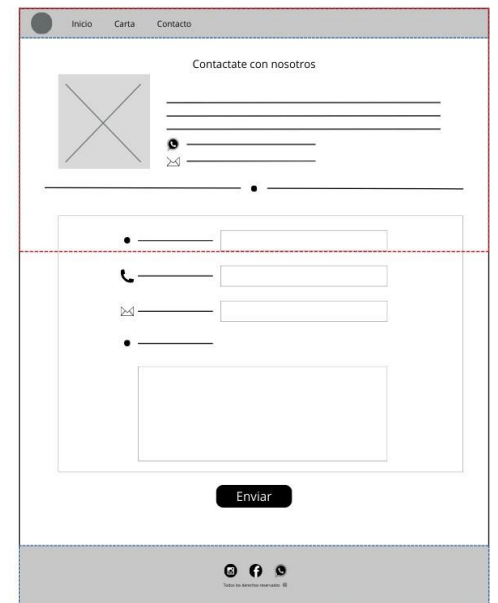 Inicio Carta Contacto
Contactate con nosotros
Enviar
Todos los derechos reservados